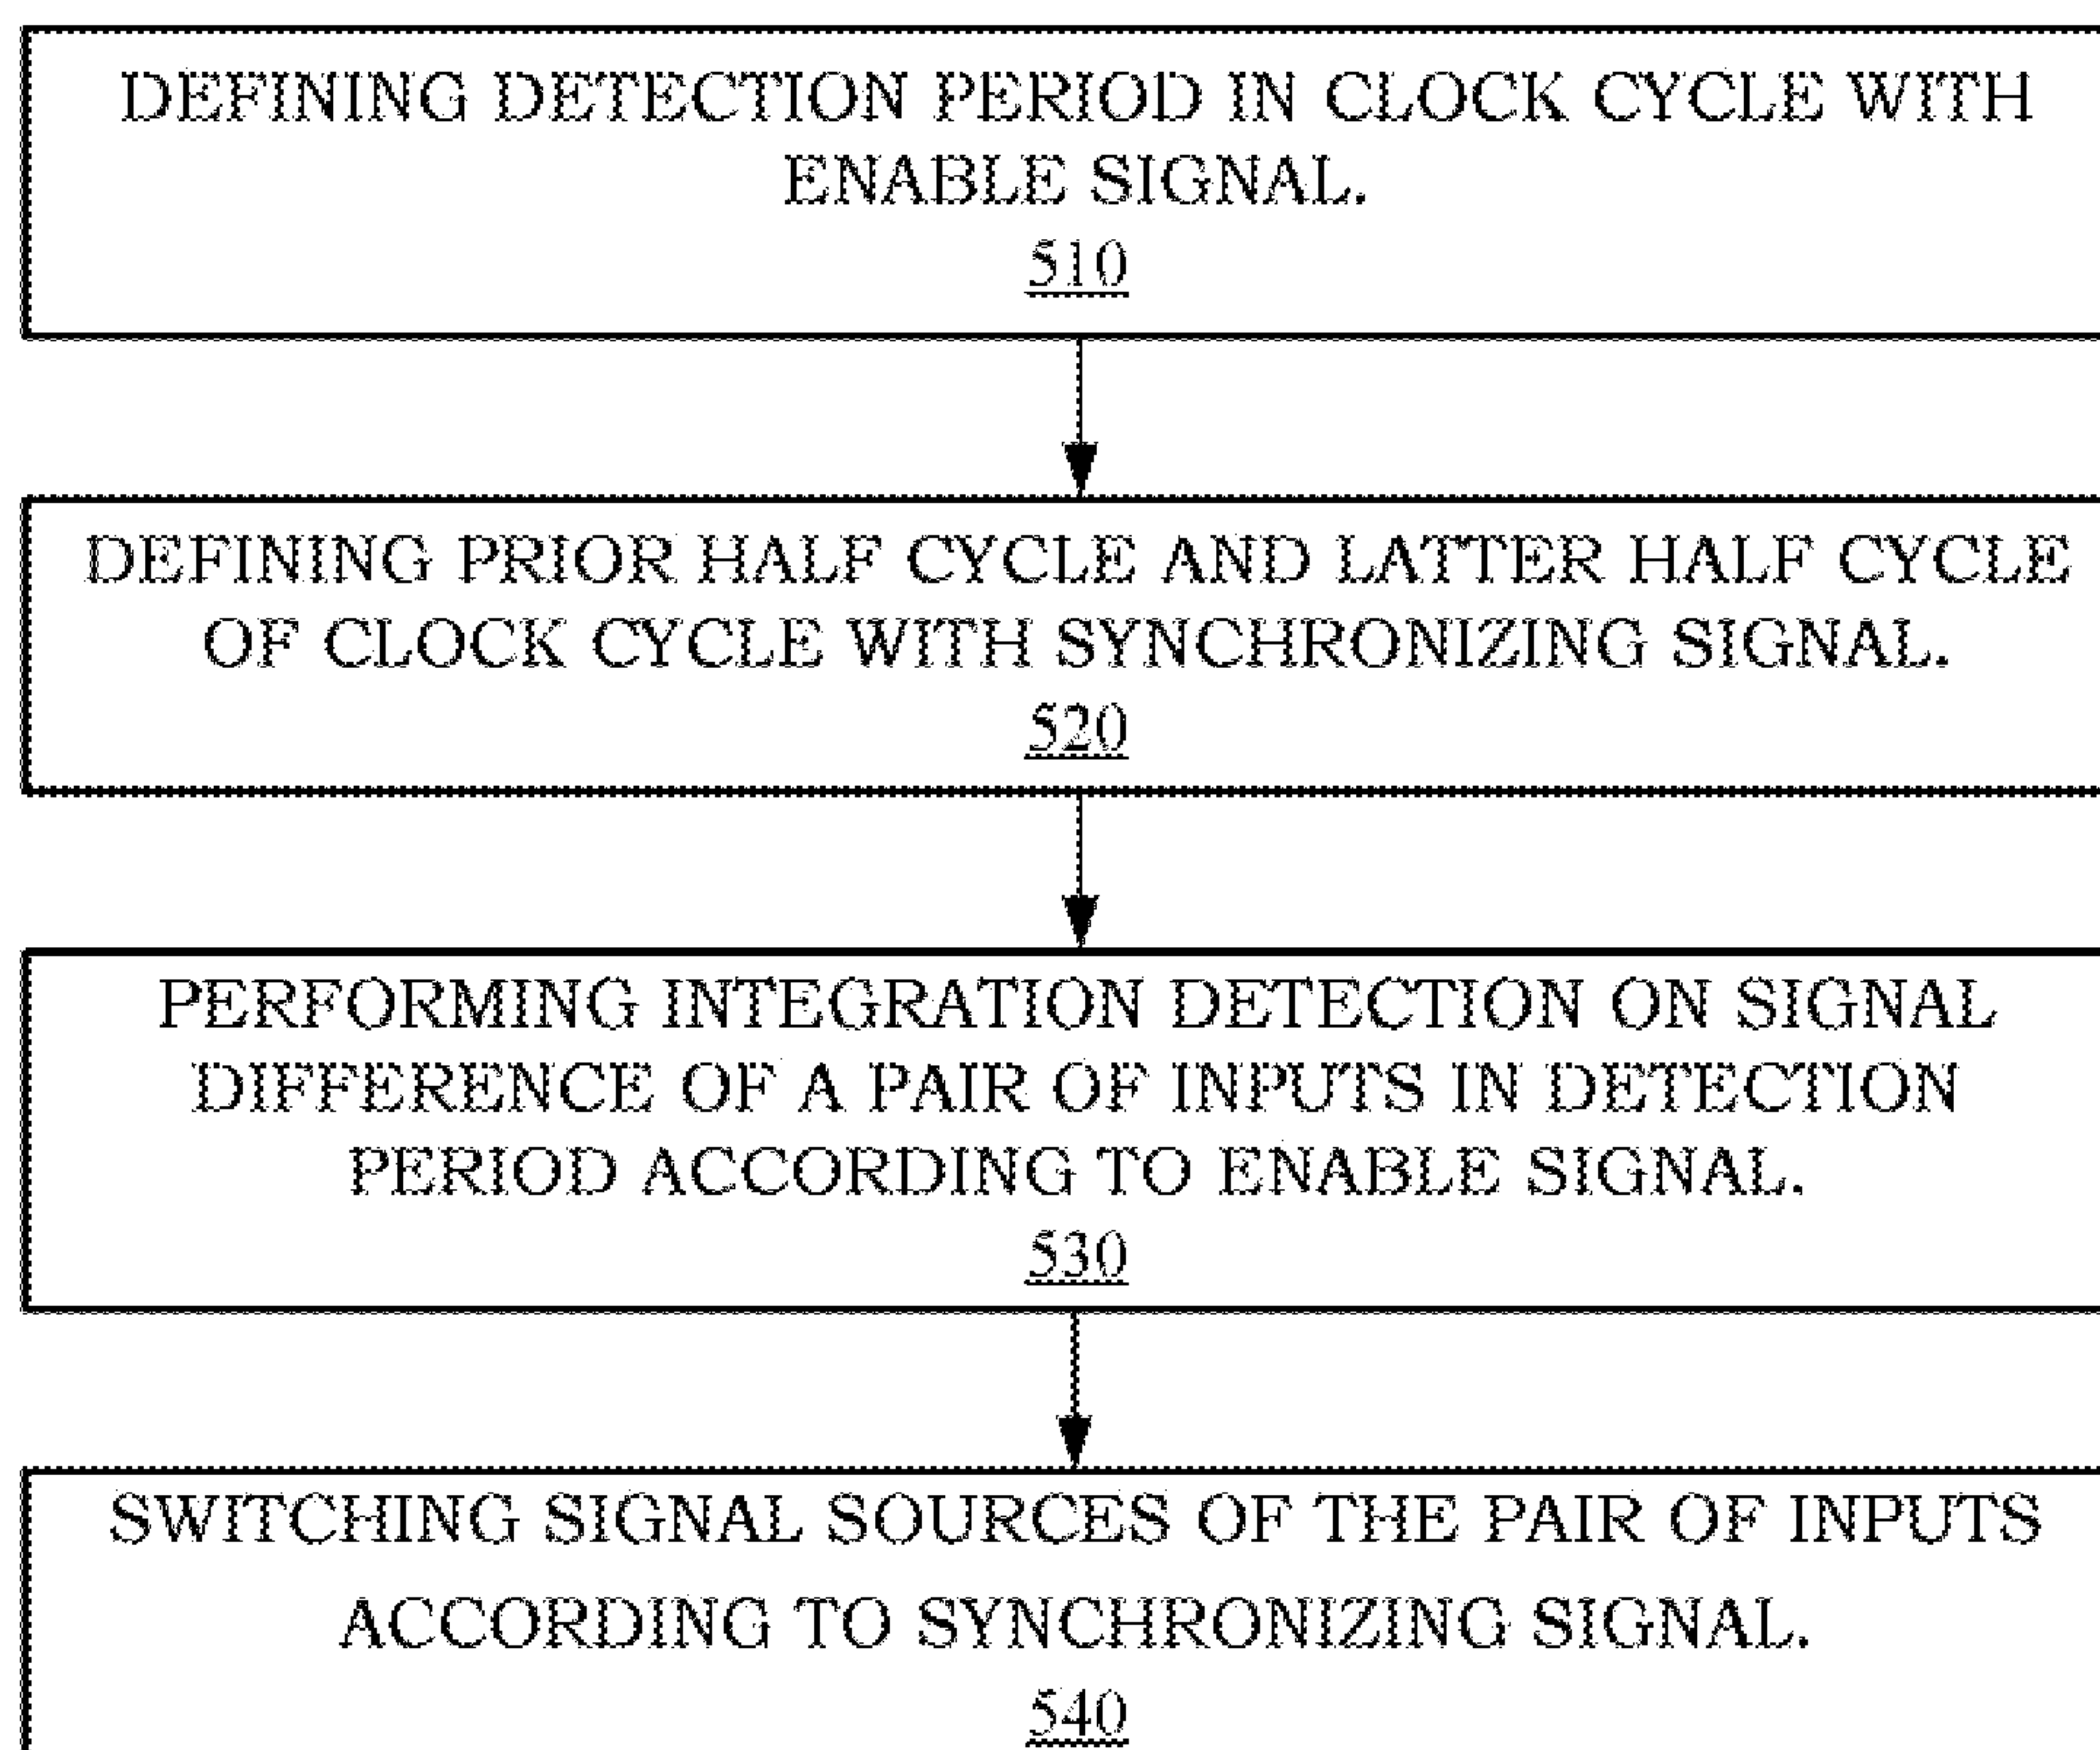 DEFINING DETECTION PERIOD IN CLOCK CYCLE WITH
ENABLE SIGNAL.
510
DEFINING PRIOR HALF CYCLE AND LATTER HALF CYCLE
OF CLOCK CYCLE WITH SYNCHRONIZING SIGNAL.
520
PERFORMING INTEGRATION DETECTION ON SIGNAL
DIFFERENCE OF A PAIR OF INPUTS IN DETECTION
PERIOD ACCORDING TO ENABLE SIGNAL.
530
SWITCHING SIGNAL SOURCES OF THE PAIR OF INPUTS
ACCORDING TO SYNCHRONIZING SIGNAL.
540